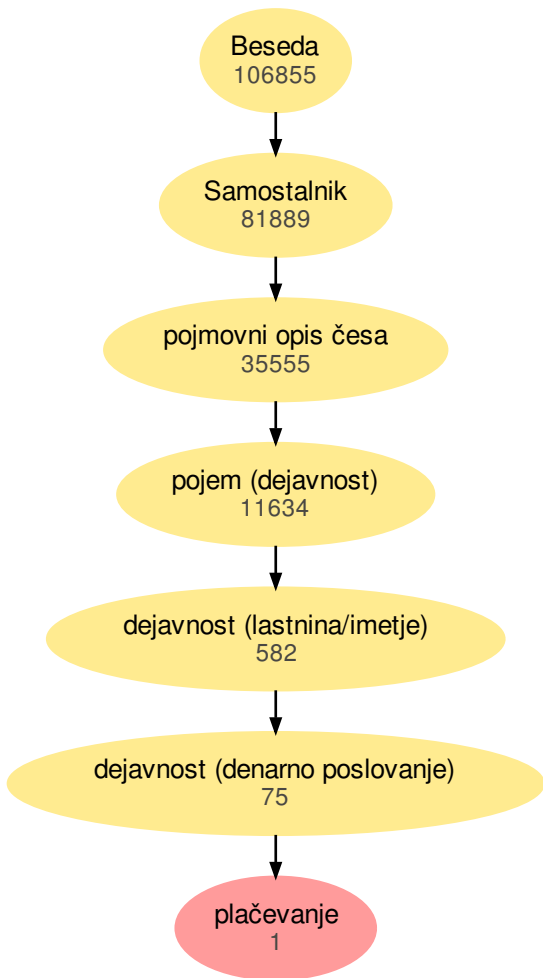 Beseda
106855
Samostalnik
81889
pojmovni opis česa
35555
pojem (dejavnost)
11634
dejavnost (lastnina/imetje)
582
dejavnost (denarno poslovanje)
75
plačevanje
1